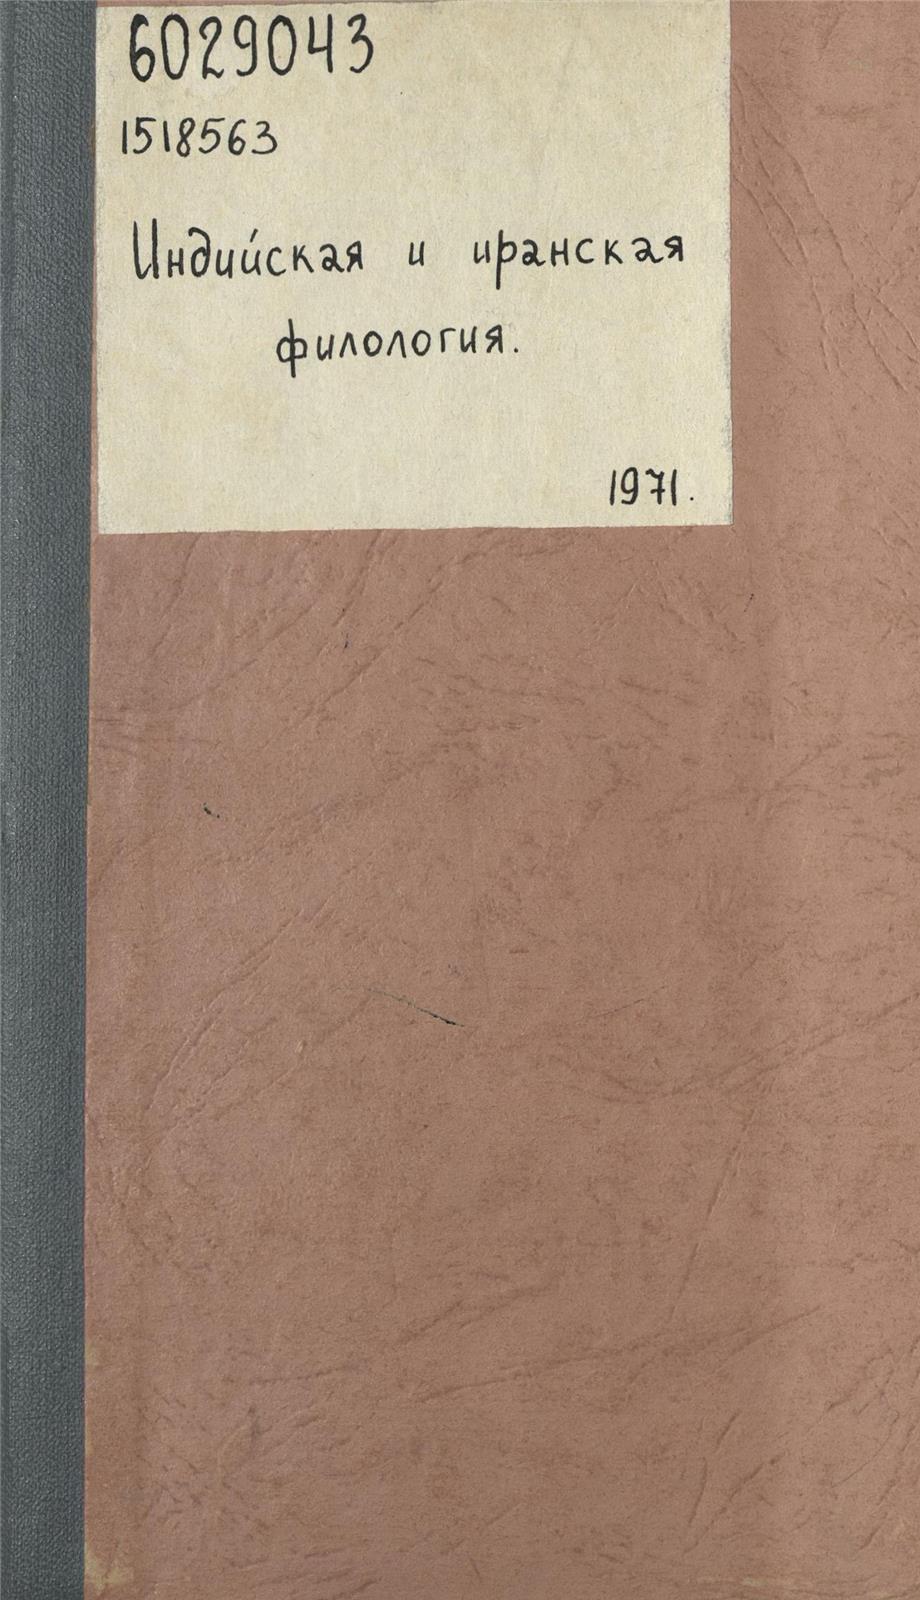 6029043
1518563
Индийская и иранская
филология.
1971.